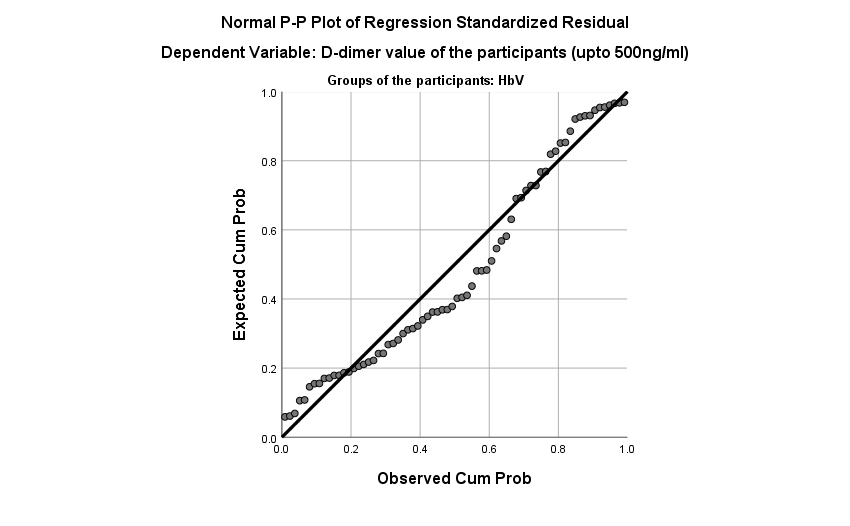 Normal P-P Plot of Regression Standardized Residual
Dependent Variable: D-dimer value of the participants (upto 500ng/ml)
Groups of the participants: HbV
Expected Cum Prob
1.0
0.8
0.6
0.4
0.2
0.0
0.0 0.2 0.4 0.6 0.8 1.0
Observed Cum Prob